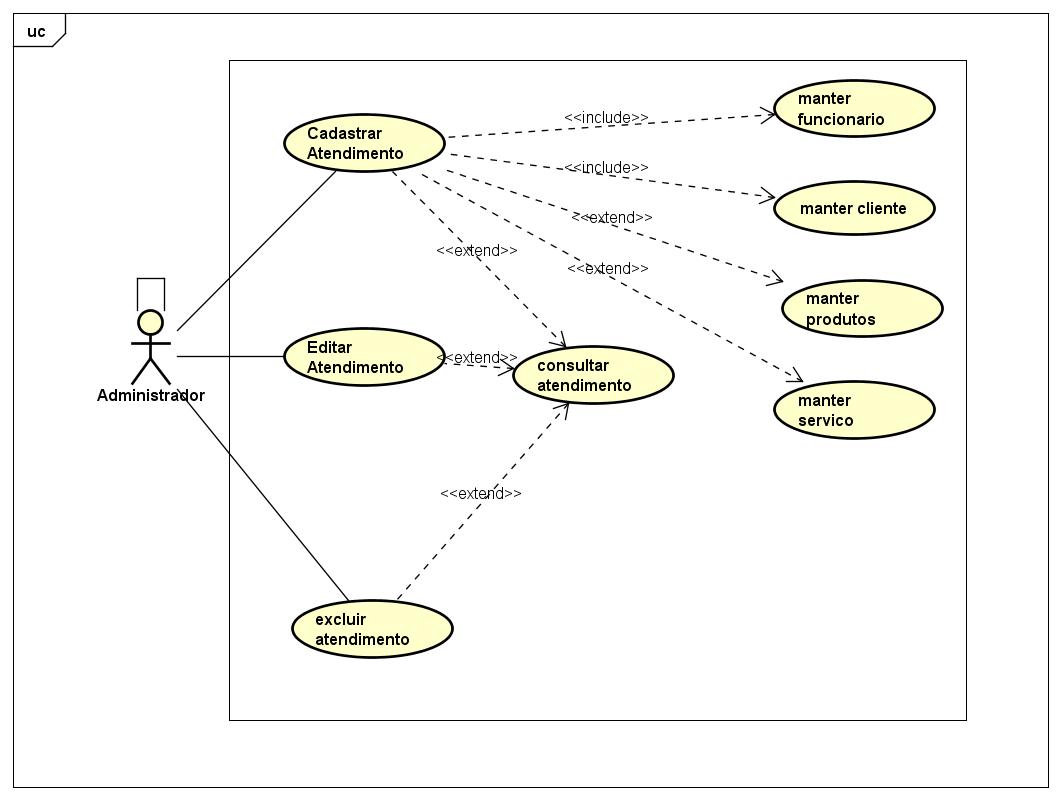 uc
Cadastrar
Atendimento
<<include>>
manter
funcionario
<<include>>
manter cliente
<<extend>>
<<extend>>
<<extend>>
manter
produtos
Administrador
Editar
Atendimento
<<extend>>
consultar
atendimento
manter
servico
<<extend>>
excluir
atendimento